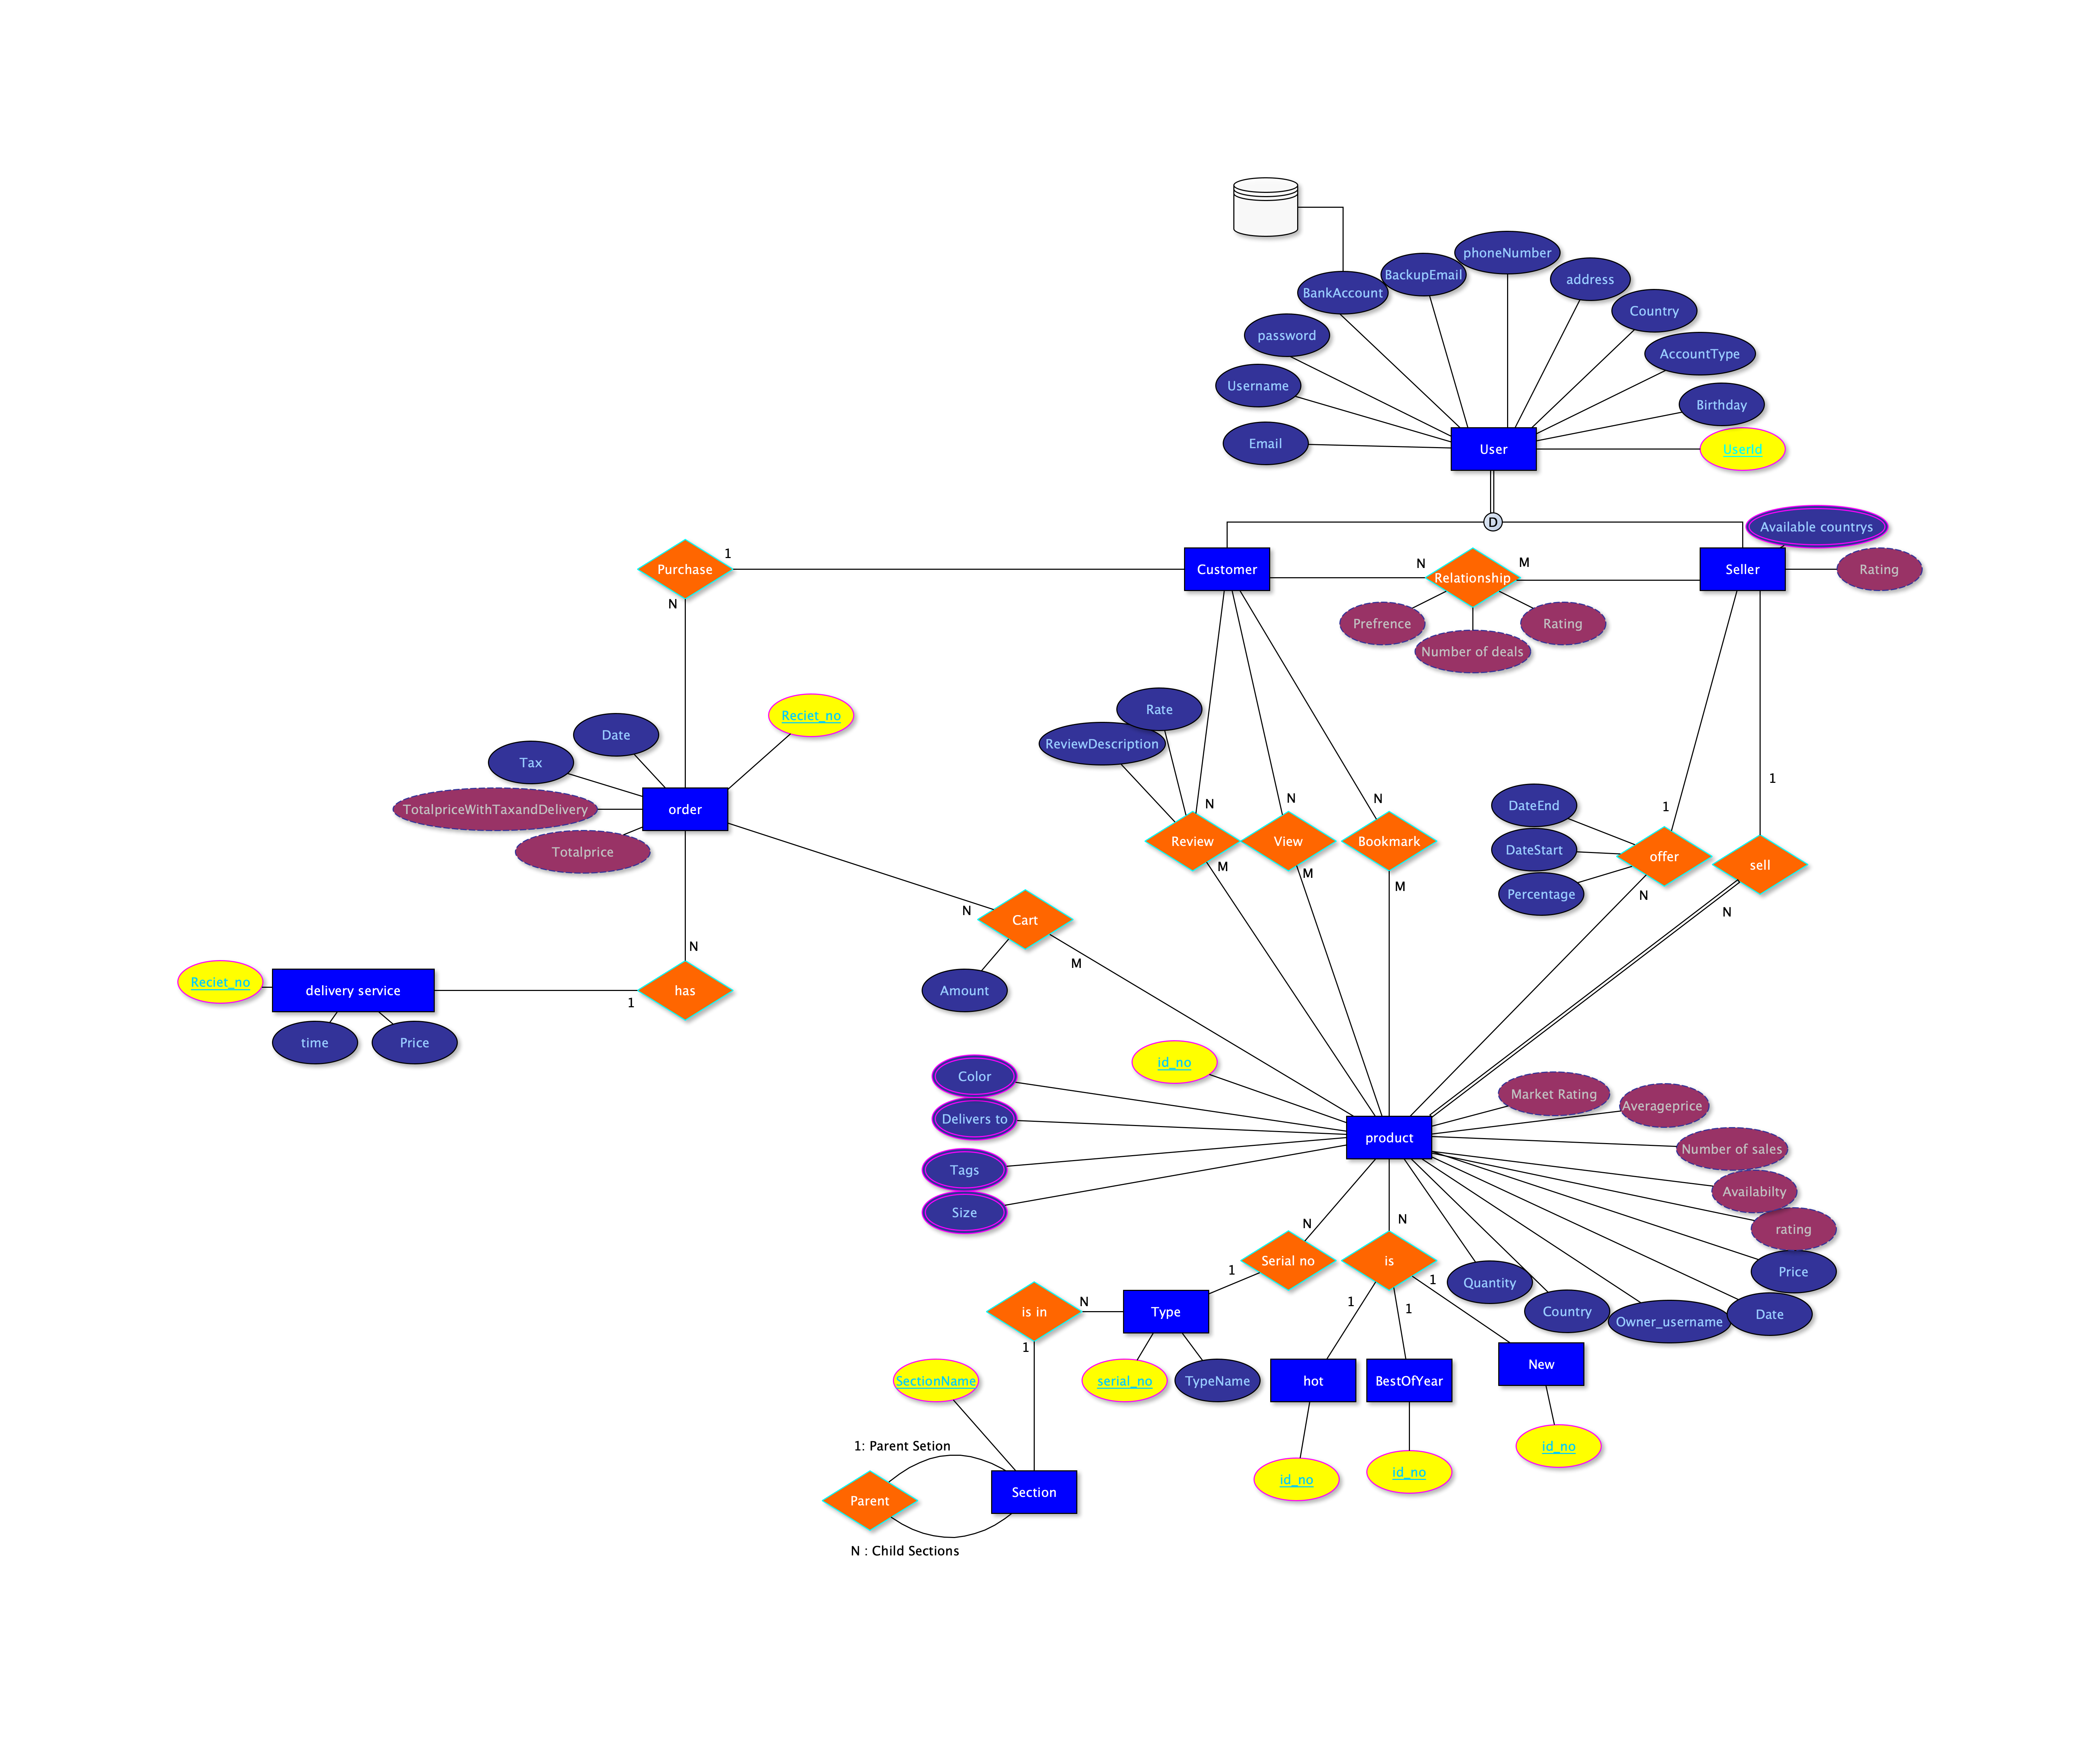 phoneNumber
BackupEmail
address
BankAccount
Country
password
AccountType
Username
Birthday
Email
User
UserId
D
Available countrys
Purchase
1
N
Customer
N
Relationship
M
Seller
Rating
Prefrence
Number of deals
Rating
Rate
ReviewDescription
Reciet_no
Date
Tax
TotalpriceWithTaxandDelivery
order
Totalprice
N
Review
M
N
View
M
N
Bookmark
M
1
DateEnd
DateStart
Percentage
offer
N
1
sell
N
N
Cart
M
Amount
N
has
1
Reciet_no
delivery service
time
Price
id_no
Color
Delivers to
Tags
Size
product
Market Rating
Averageprice
Number of sales
Availabilty
rating
Price
Date
Owner_username
Country
Quantity
N
Serial no
1
N
is
1
1
1
is in
N
1
Type
serial_no
TypeName
hot
BestOfYear
New
id_no
id_no
id_no
SectionName
1: Parent Setion
Parent
Section
N : Child Sections